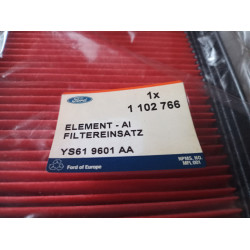 Ford
1x
1 102 766
ELEMENT - AI
FILTEREINSATZ
YS61 9601 AA
Ford of Europe